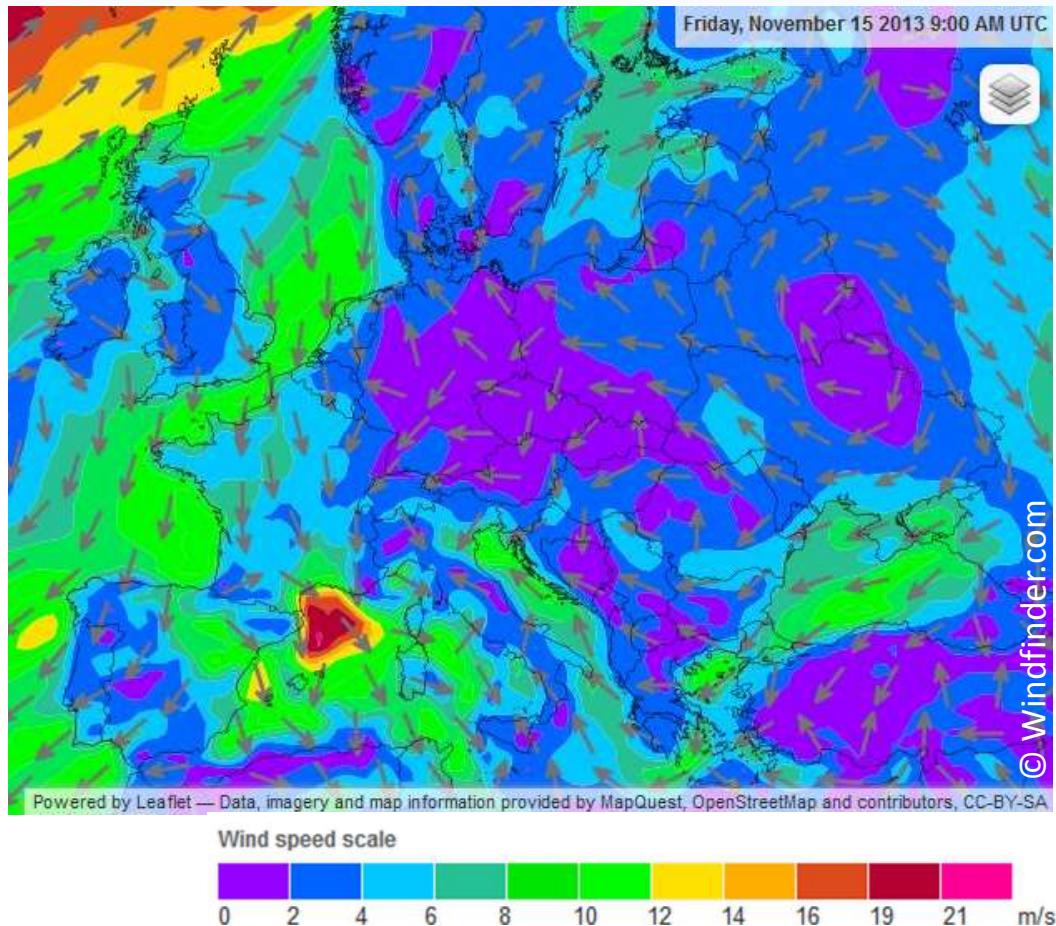 Friday, November 15 2013 9:00 AM UTC
© Windfinder.com
Powered by Leaflet — Data, imagery and map information provided by MapQuest, OpenStreetMap and contributors, CC-BY-SA
Wind speed scale
0 2 4 6 8 10 12 14 16 19 21 m/s